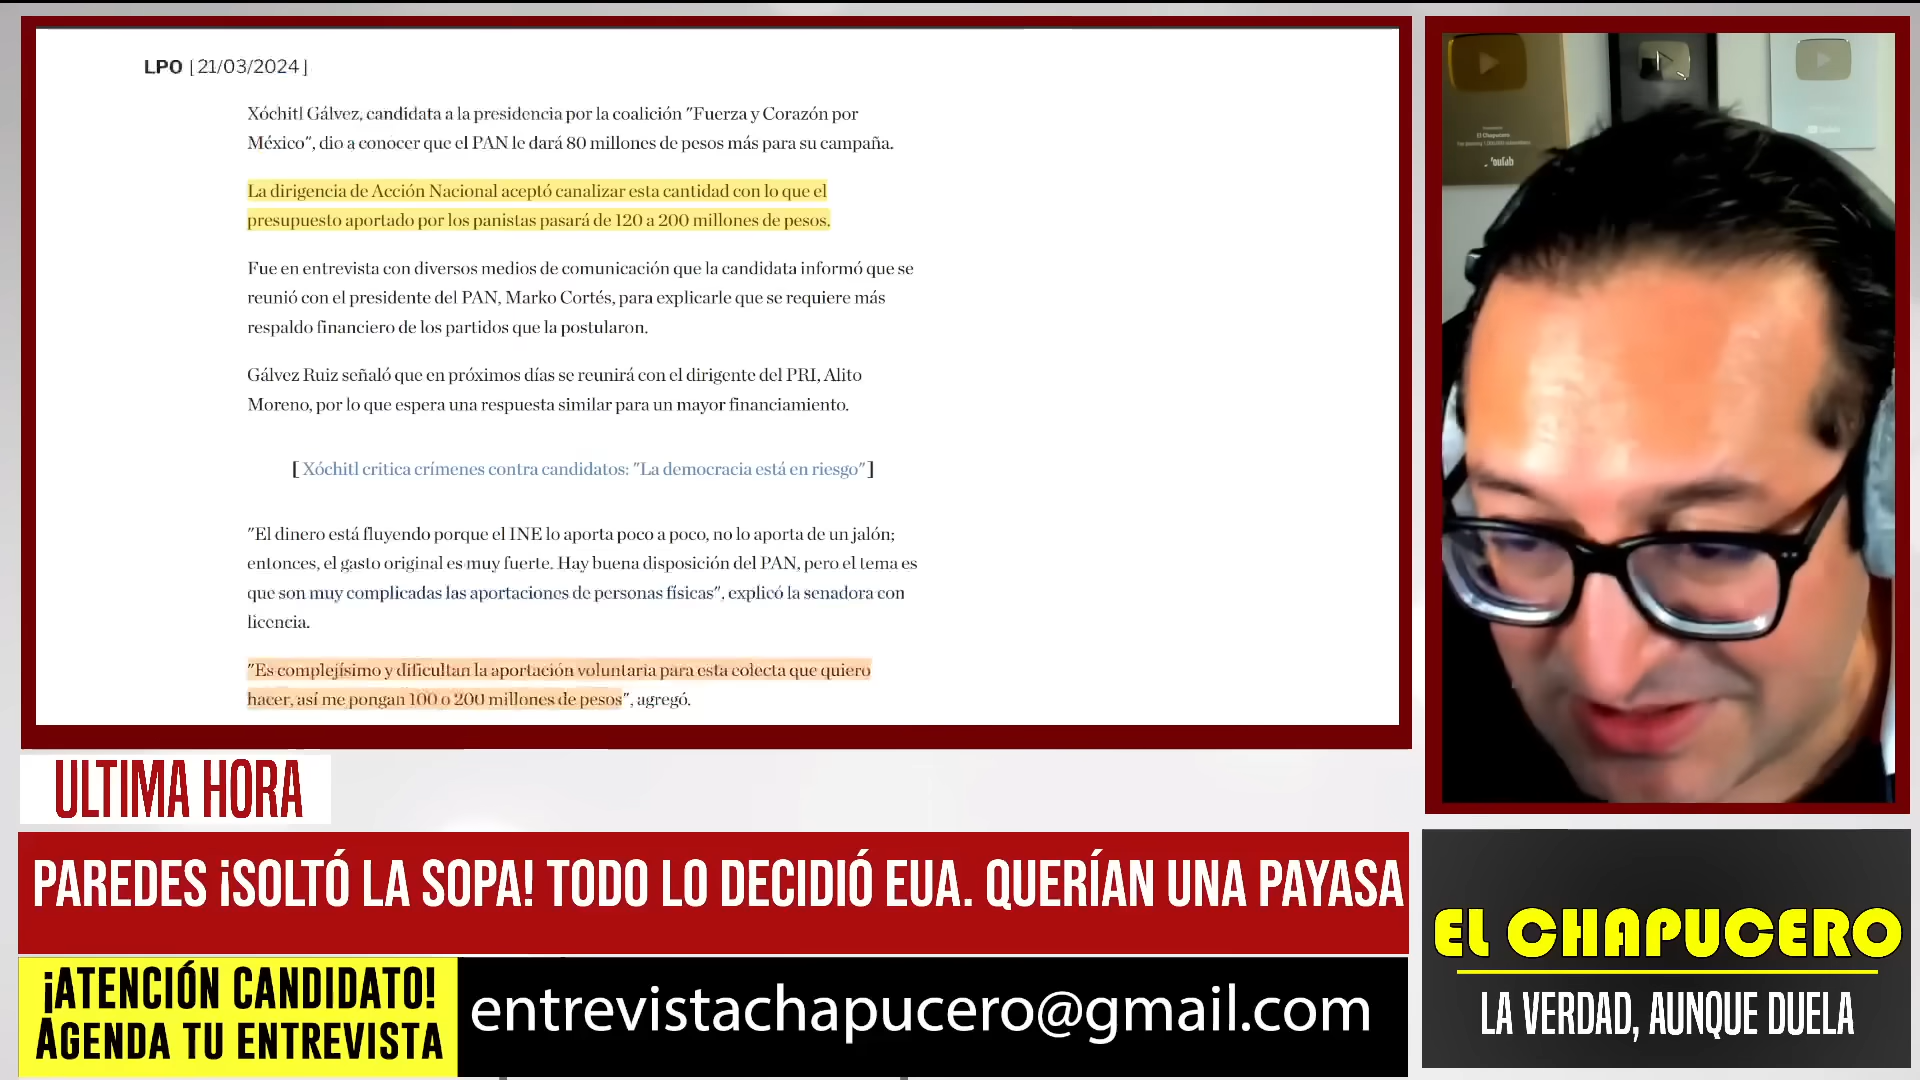 LPO [21/03/2024]
Xóchitl Gálvez, candidata a la presidencia por la coalición "Fuerza y Corazón por
México", dio a conocer que el PAN le dará 80 millones de pesos más para su campaña.
La dirigencia de Acción Nacional aceptó canalizar esta cantidad con lo que el
presupuesto aportado por los panistas pasará de 120 a 200 millones de pesos.
Fue en entrevista con diversos medios de comunicación que la candidata informó que se
reunió con el presidente del PAN, Marko Cortés, para explicarle que se requiere más
respaldo financiero de los partidos que la postularon.
Gálvez Ruiz señaló que en próximos días se reunirá con el dirigente del PRI, Alito
Moreno, por lo que espera una respuesta similar para un mayor financiamiento.
[ Xóchitl critica crímenes contra candidatos: "La democracia está en riesgo"]
"El dinero está fluyendo porque el INE lo aporta poco a poco, no lo aporta de un jalón;
entonces, el gasto original es muy fuerte. Hay buena disposición del PAN, pero el tema es
que son muy complicadas las aportaciones de personas físicas", explicó la senadora con
licencia.
"Es complejísimo y dificultan la aportación voluntaria para esta colecta que quiero
hacer, así me pongan 100 o 200 millones de pesos", agregó.
El Chapucero
ULTIMA HORA
PAREDES ¡SOLTÓ LA SOPA! TODO LO DECIDIÓ EUA. QUERÍAN UNA PAYASA
¡ATENCIÓN CANDIDATO!
AGENDA TU ENTREVISTA
entrevistachapucero@gmail.com
EL CHAPUCERO
LA VERDAD, AUNQUE DUELA